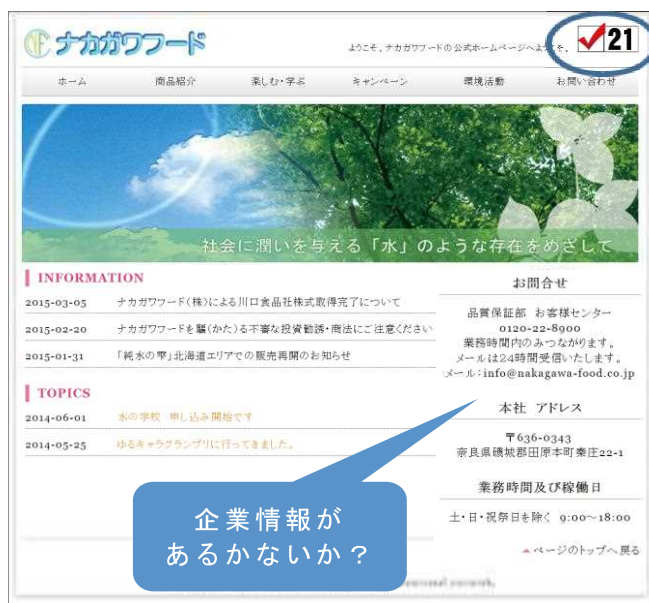 ナカガワフード
ようこそ、ナカガワフードの公式ホームページへようこそ。
21
ホーム 商品紹介 楽しむ・学ぶ キャンペーン 環境活動 お問い合わせ
社会に潤いを与える「水」のような存在をめざして
INFORMATION
2015-03-05 ナカガワフード(株)による川口食品社株式取得完了について
2015-02-20 ナカガワフードを騙(かた)る不審な投資勧誘・商法にご注意ください
2015-01-31 「純水の雫」北海道エリアでの販売再開のお知らせ
TOPICS
2014-06-01 水の学校 申し込み開始です
2014-05-25 ゆるキャラグランプリに行ってきました。
お問合せ
品質保証部 お客様センター
0120-22-8900
業務時間内のみつながります。
メールは24時間受信いたします。
メール:info@nakagawa-food.co.jp
本社 アドレス
〒636-0343
奈良県磯城郡田原本町秦庄22-1
業務時間及び稼働日
土・日・祝祭日を除く 9:00~18:00
ページのトップへ戻る
企業情報が
あるかないか?